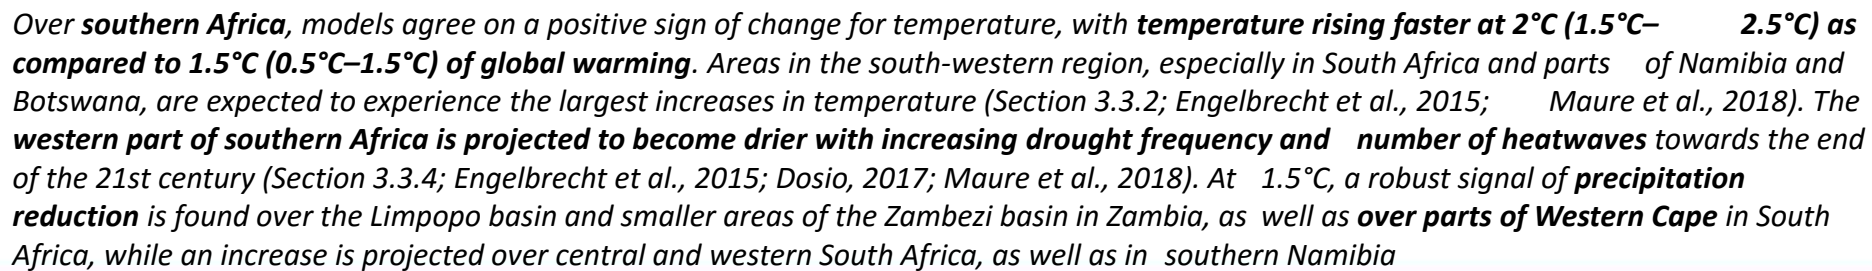 Over southern Africa, models agree on a positive sign of change for temperature, with temperature rising faster at 2°C (1.5°C– 2.5°C) as
compared to 1.5°C (0.5°C–1.5°C) of global warming. Areas in the south-western region, especially in South Africa and parts of Namibia and
Botswana, are expected to experience the largest increases in temperature (Section 3.3.2; Engelbrecht et al., 2015; Maure et al., 2018). The
western part of southern Africa is projected to become drier with increasing drought frequency and number of heatwaves towards the end
of the 21st century (Section 3.3.4; Engelbrecht et al., 2015; Dosio, 2017; Maure et al., 2018). At 1.5°C, a robust signal of precipitation
reduction is found over the Limpopo basin and smaller areas of the Zambezi basin in Zambia, as well as over parts of Western Cape in South
Africa, while an increase is projected over central and western South Africa, as well as in southern Namibia